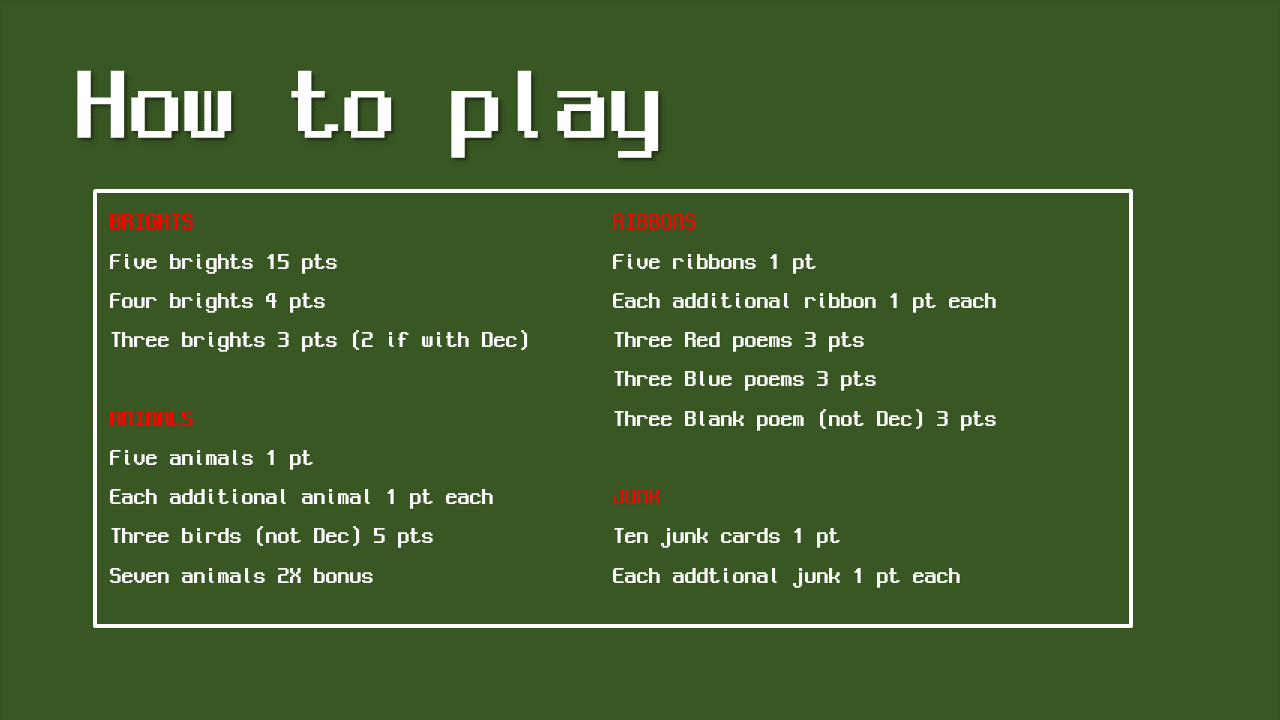 How to play
BRIGHTS
Five brights 15 pts
Four brights 4 pts
Three brights 3 pts (2 if with Dec)
ANIMALS
Five animals 1 pt
Each additional animal 1 pt each
Three birds (not Dec) 5 pts
Seven animals 2X bonus
RIBBONS
Five ribbons 1 pt
Each additional ribbon 1 pt each
Three Red poems 3 pts
Three Blue poems 3 pts
Three Blank poem (not Dec) 3 pts
JUNK
Ten junk cards 1 pt
Each addtional junk 1 pt each